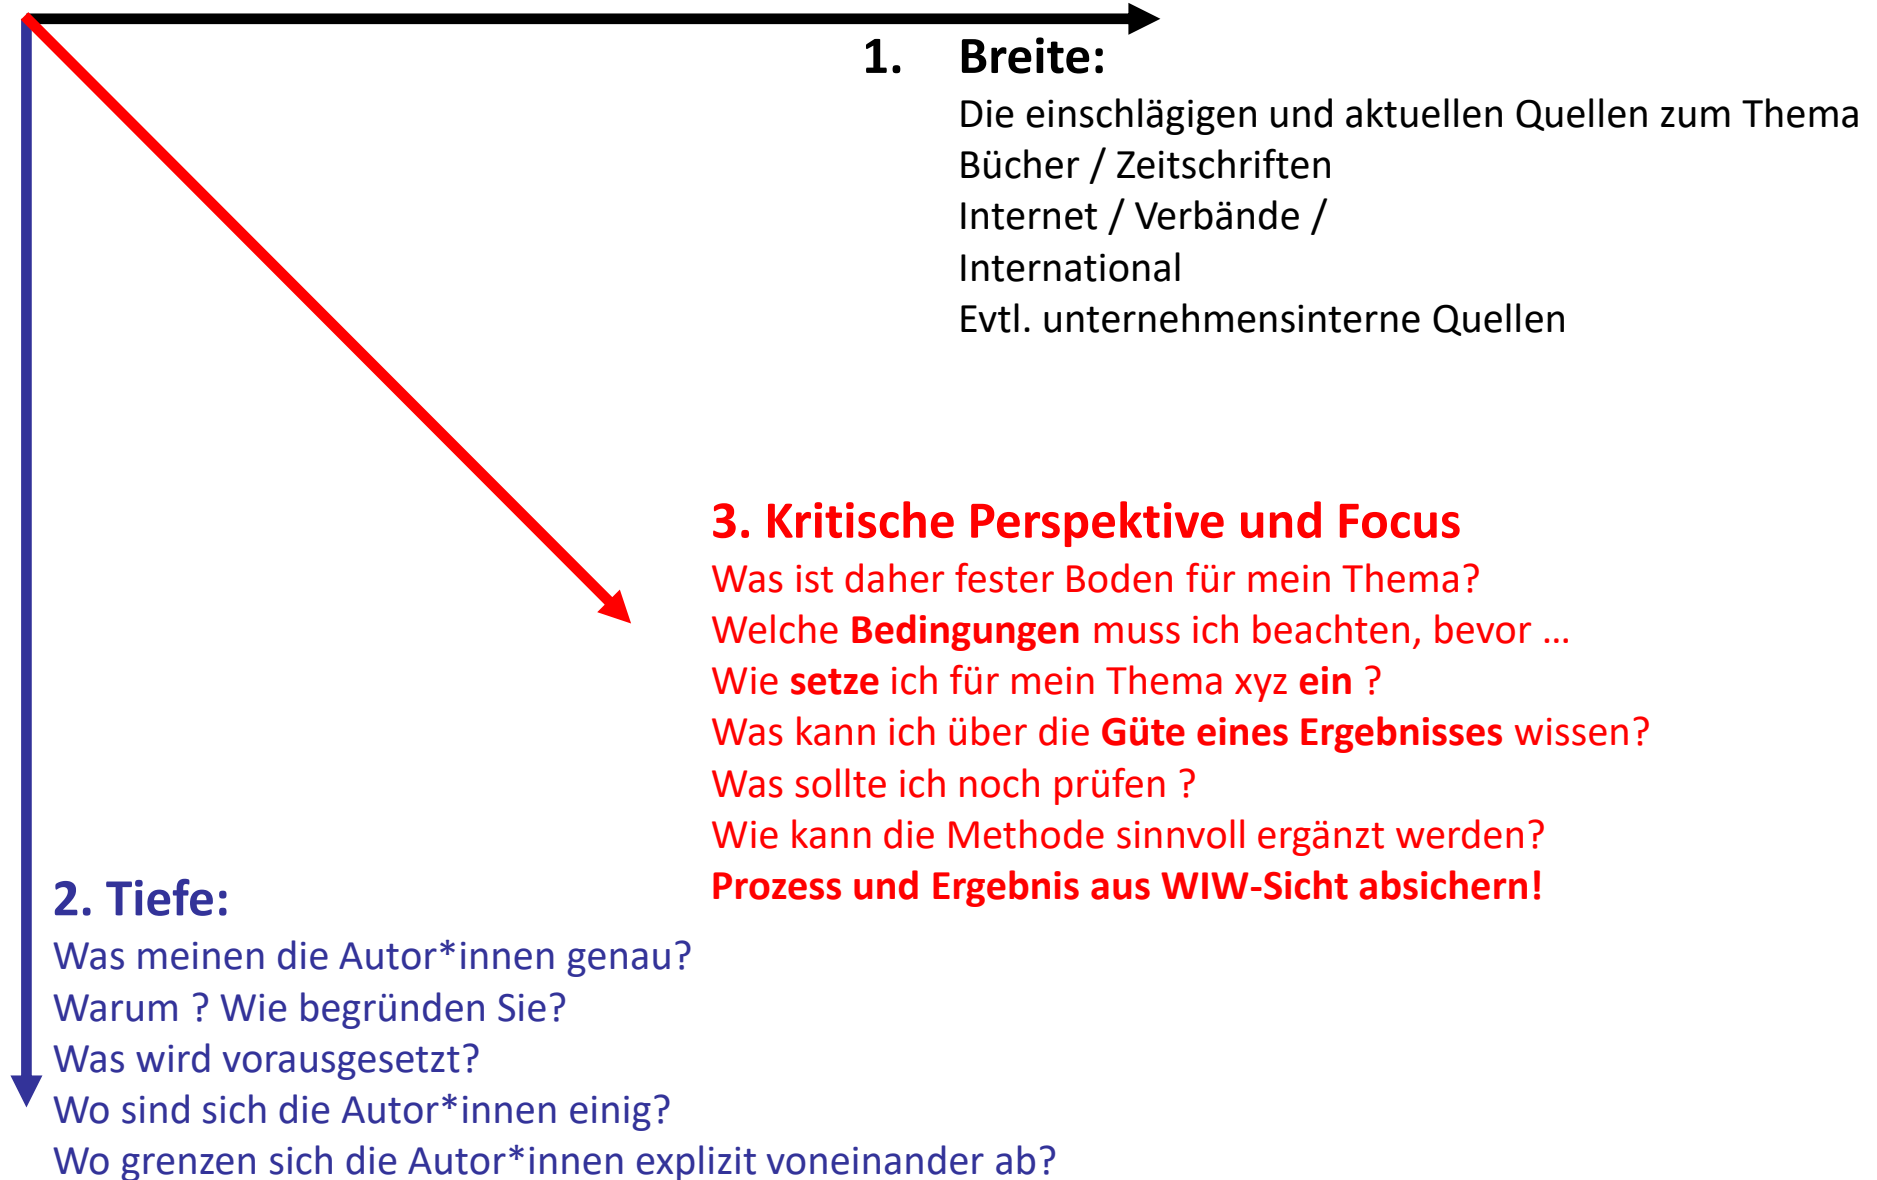 1. Breite:
Die einschlägigen und aktuellen Quellen zum Thema
Bücher / Zeitschriften
Internet / Verbände /
International
Evtl. unternehmensinterne Quellen
3. Kritische Perspektive und Focus
Was ist daher fester Boden für mein Thema?
Welche Bedingungen muss ich beachten, bevor …
Wie setze ich für mein Thema xyz ein ?
Was kann ich über die Güte eines Ergebnisses wissen?
Was sollte ich noch prüfen ?
Wie kann die Methode sinnvoll ergänzt werden?
Prozess und Ergebnis aus WIW-Sicht absichern!
2. Tiefe:
Was meinen die Autor*innen genau?
Warum ? Wie begründen Sie?
Was wird vorausgesetzt?
Wo sind sich die Autor*innen einig?
Wo grenzen sich die Autor*innen explizit voneinander ab?